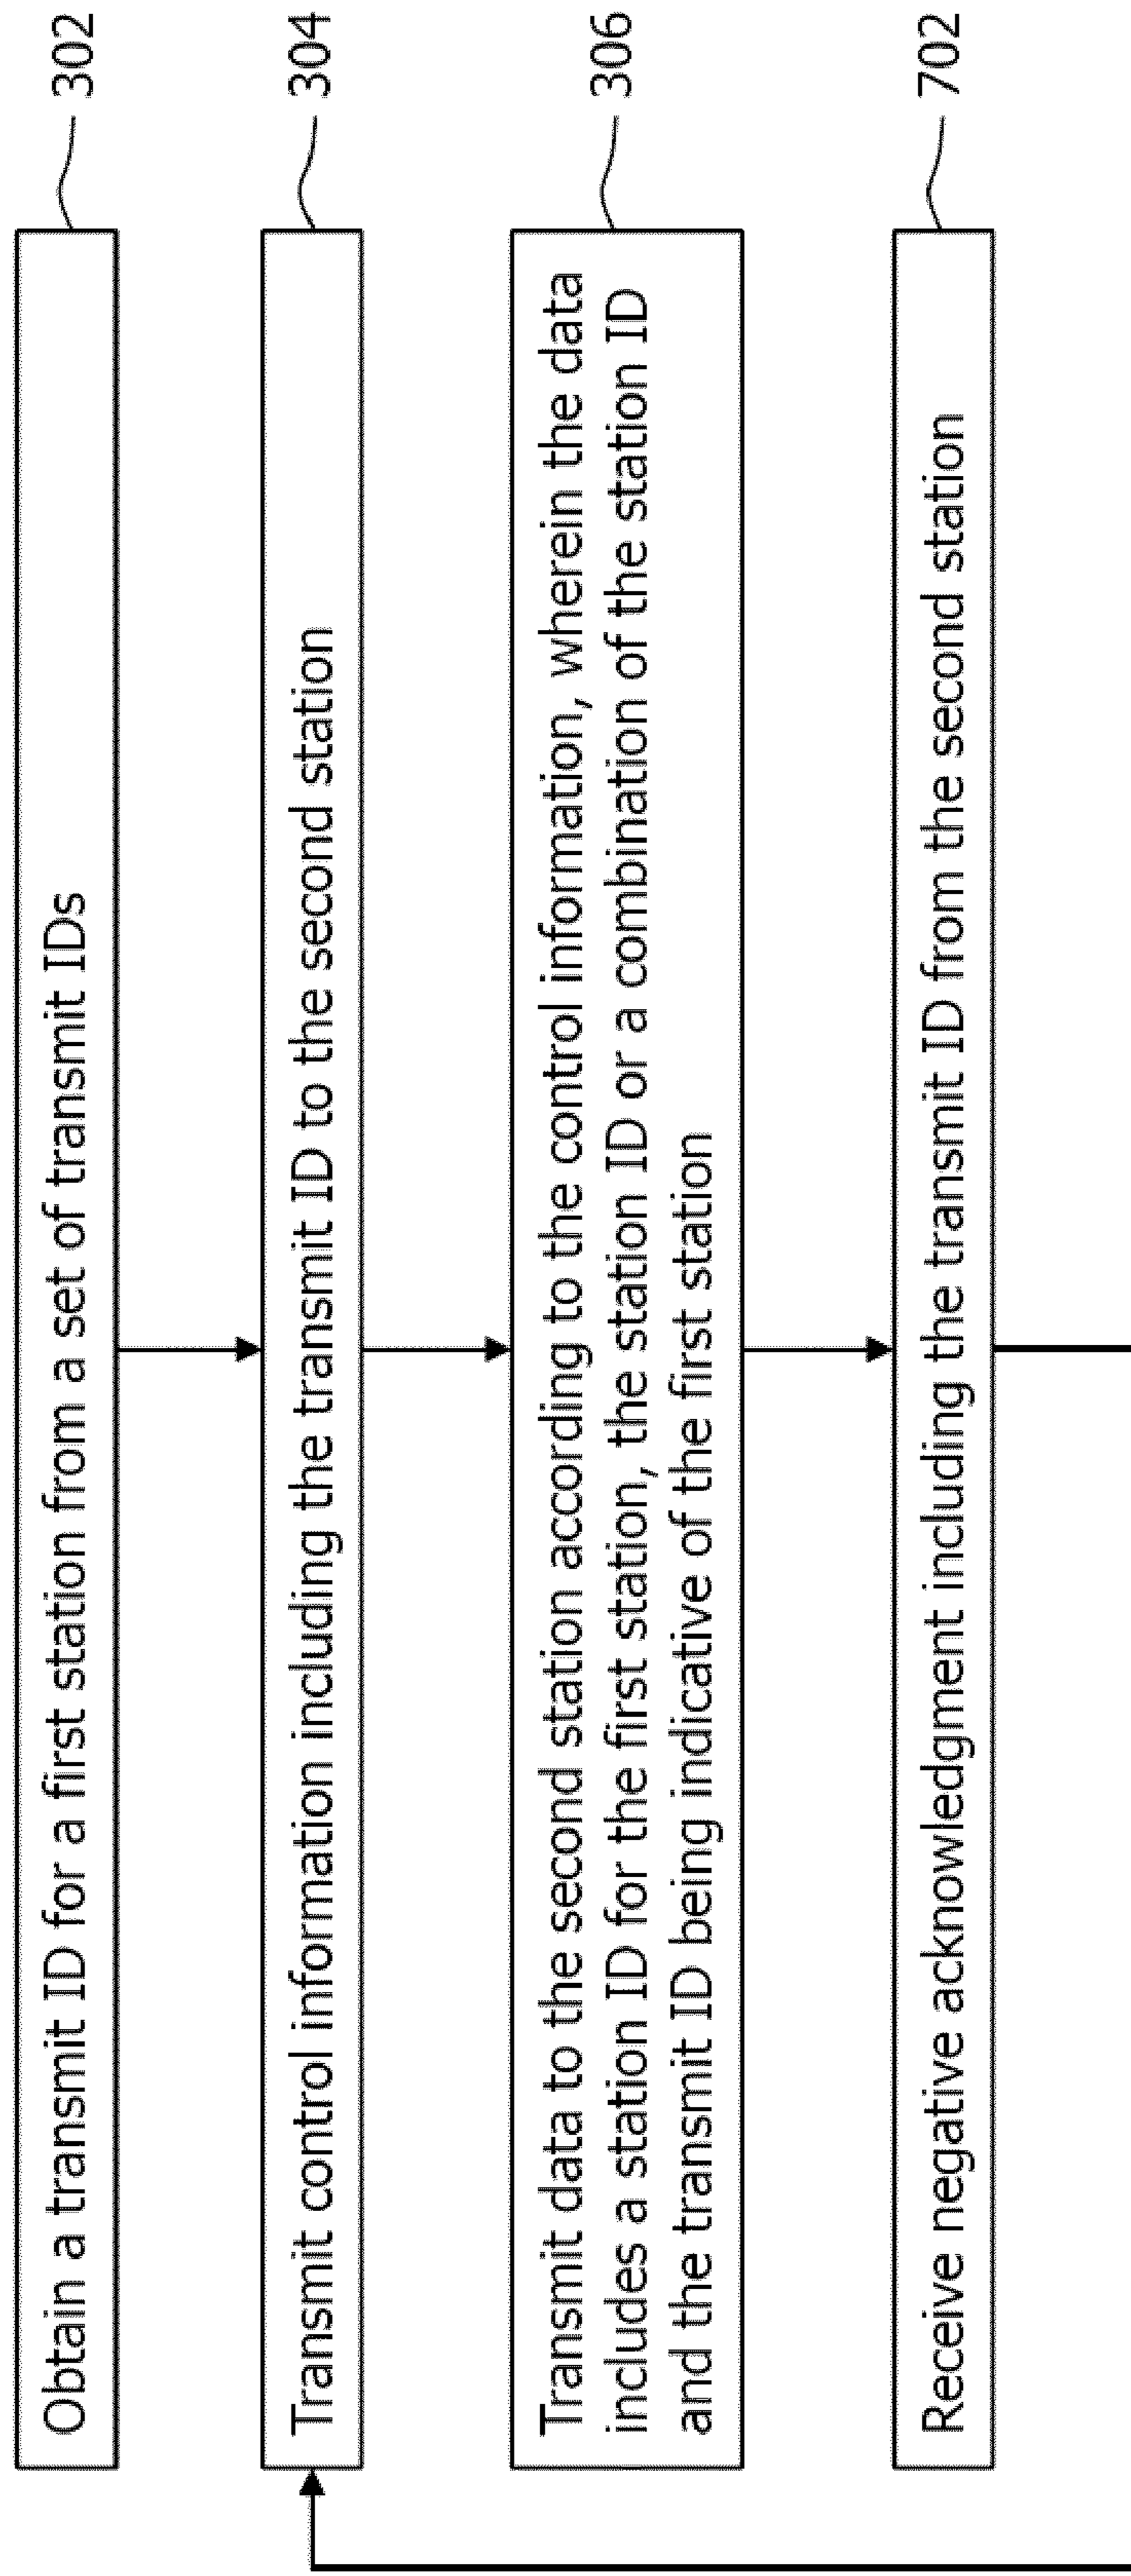 Obtain a transmit ID for a first station from a set of transmit IDs
302
Transmit control information including the transmit ID to the second station
304
Transmit data to the second station according to the control information, wherein the data
includes a station ID for the first station, the station ID or a combination of the station ID
and the transmit ID being indicative of the first station
306
Receive negative acknowledgment including the transmit ID from the second station
702